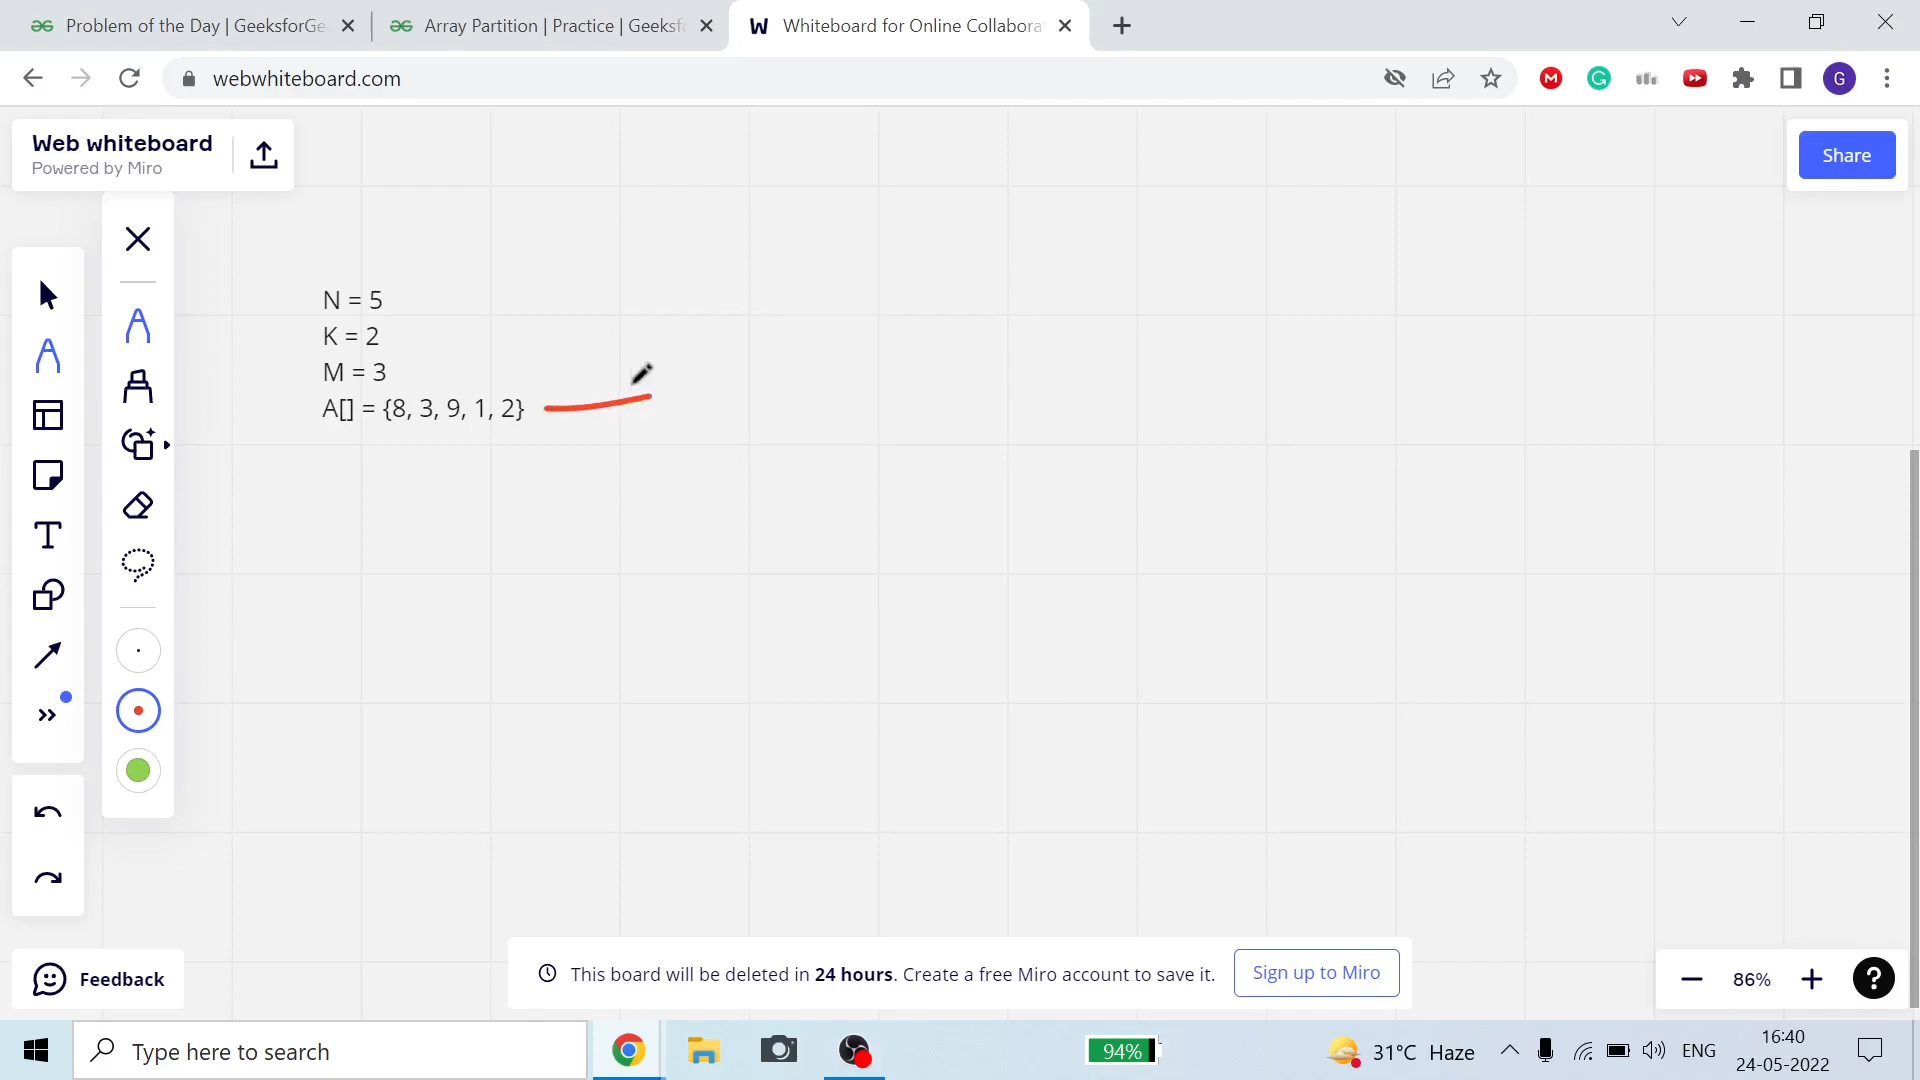 Problem of the Day | GeeksforGe
Array Partition | Practice | Geeksf
W Whiteboard for Online Collabora
webwhiteboard.com
M
G
G
Web whiteboard
Powered by Miro
Share
N = 5
K = 2
M = 3
A[] = {8, 3, 9, 1, 2}
T
Feedback
This board will be deleted in 24 hours. Create a free Miro account to save it.
Sign up to Miro
86%
?
Type here to search
94%
31°C Haze
ENG
16:40
24-05-2022